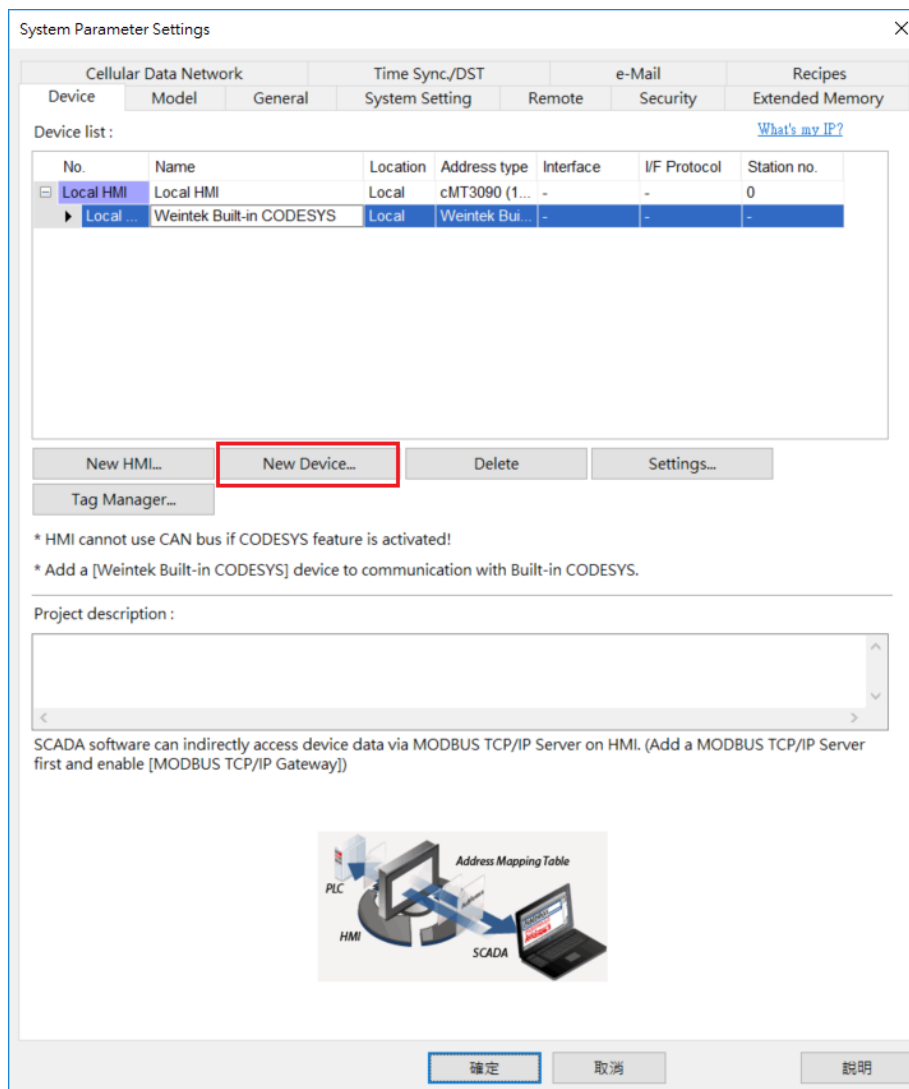 System Parameter Settings
Cellular Data Network Time Sync./DST e-Mail Recipes
Device Model General System Setting Remote Security Extended Memory
Device list : What's my IP?
No. Name Location Address type Interface I/F Protocol Station no.
Local HMI Local HMI Local cMT3090 (1... - - 0
Local ... Weintek Built-in CODESYS Local Weintek Bui... - - -
New HMI... New Device... Delete Settings...
Tag Manager...
* HMI cannot use CAN bus if CODESYS feature is activated!
* Add a [Weintek Built-in CODESYS] device to communication with Built-in CODESYS.
Project description :
SCADA software can indirectly access device data via MODBUS TCP/IP Server on HMI. (Add a MODBUS TCP/IP Server
first and enable [MODBUS TCP/IP Gateway])
Address Mapping Table
PLC
HMI
SCADA
確定 取消 說明